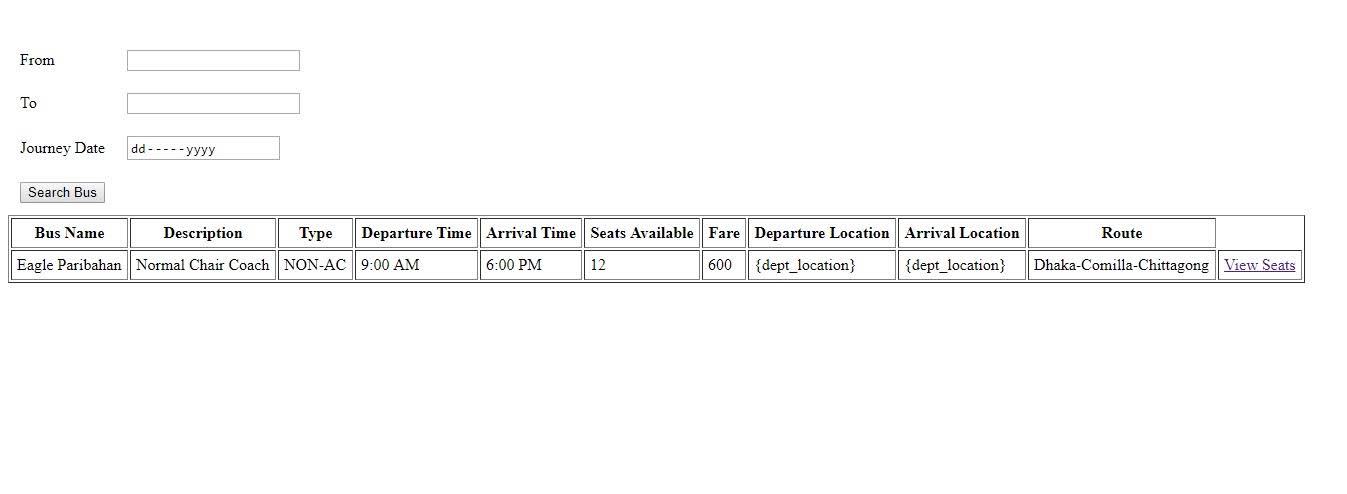 From
To
Journey Date dd-----yyyy
Search Bus
Bus Name Description Type Departure Time Arrival Time Seats Available Fare Departure Location Arrival Location Route
Eagle Paribahan Normal Chair Coach NON-AC 9:00 AM 6:00 PM 12 600 {dept_location} {dept_location} Dhaka-Comilla-Chittagong View Seats